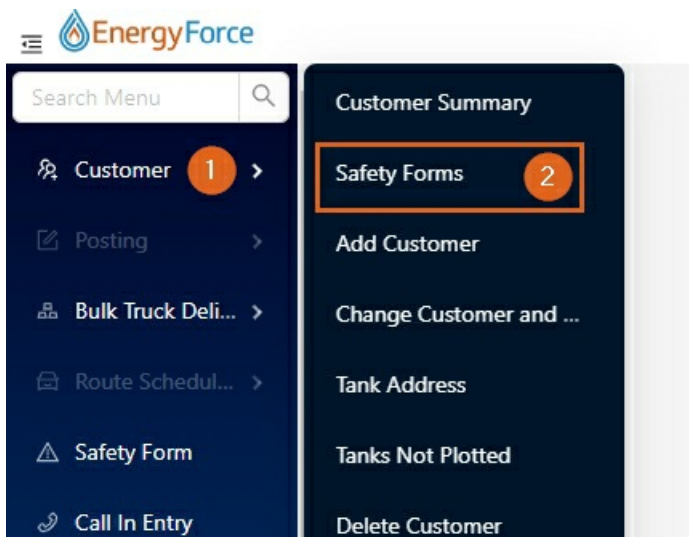 EnergyForce
Search Menu
Customer 1
Posting
Bulk Truck Deli...
Route Schedul...
Safety Form
Call In Entry
Customer Summary
Safety Forms 2
Add Customer
Change Customer and ...
Tank Address
Tanks Not Plotted
Delete Customer